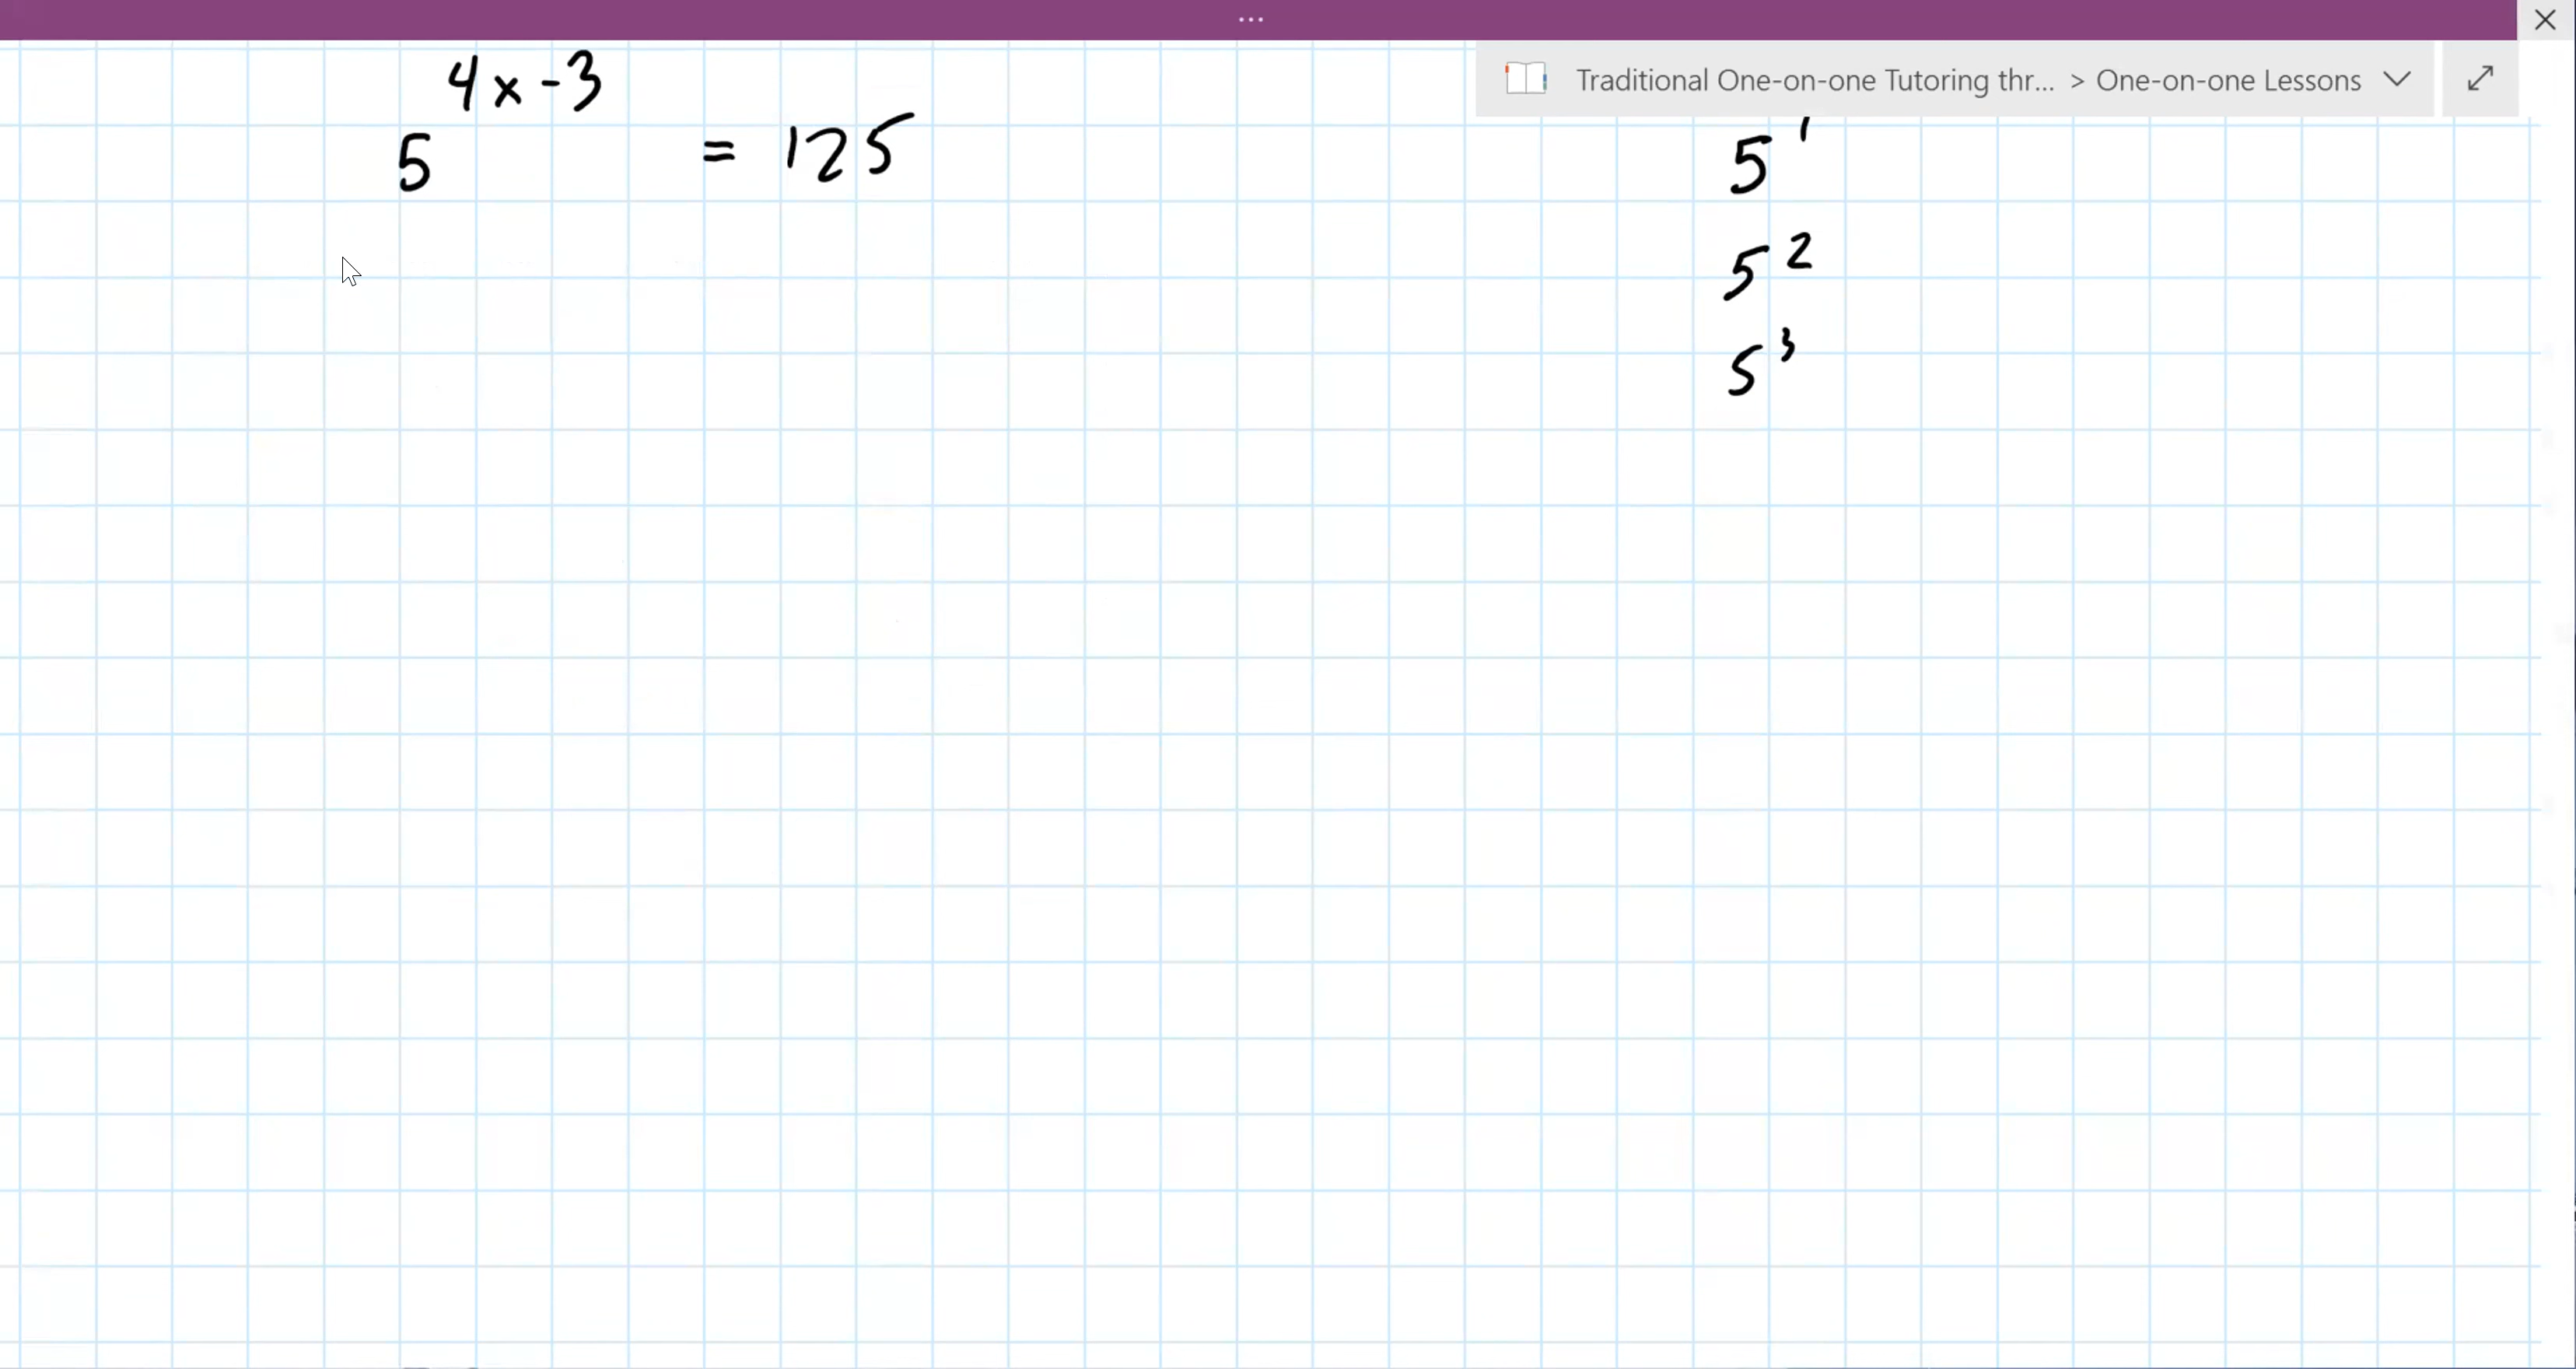 Traditional One-on-one Tutoring thr... > One-on-one Lessons
5^{4x-3} = 125
5^1
5^2
5^3